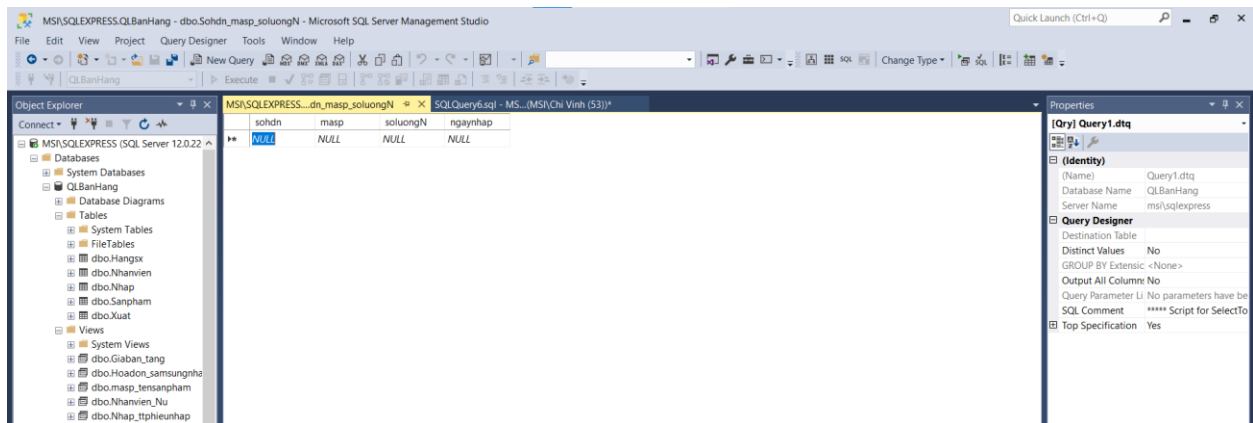 MSI\SQLEXPRESS.QLBanHang - dbo.Sohdn_masp_soluongN - Microsoft SQL Server Management Studio
Quick Launch (Ctrl+Q)
File Edit View Project Query Designer Tools Window Help
New Query MDX DMX XMLA DAX
SQL Change Type
QLBanHang Execute
Object Explorer
MSI\SQLEXPRESS....dn_masp_soluongN
SQLQuery6.sql - MS...(MSI\Chi Vinh (53))*
Properties
Connect
sohdn masp soluongN ngaynhap
[Qry] Query1.dtq
NULL NULL NULL NULL
MSI\SQLEXPRESS (SQL Server 12.0.22
Databases
System Databases
QLBanHang
Database Diagrams
Tables
System Tables
FileTables
dbo.Hangsx
dbo.Nhanvien
dbo.Nhap
dbo.Sanpham
dbo.Xuat
Views
System Views
dbo.Giaban_tang
dbo.Hoadon_samsungnha
dbo.masp_tensanpham
dbo.Nhanvien_Nu
dbo.Nhap_ttphieunhap
(Identity)
(Name) Query1.dtq
Database Name QLBanHang
Server Name msi\sqlexpress
Query Designer
Destination Table
Distinct Values No
GROUP BY Extensic <None>
Output All Columns No
Query Parameter Li No parameters have be
SQL Comment ***** Script for SelectTo
Top Specification Yes